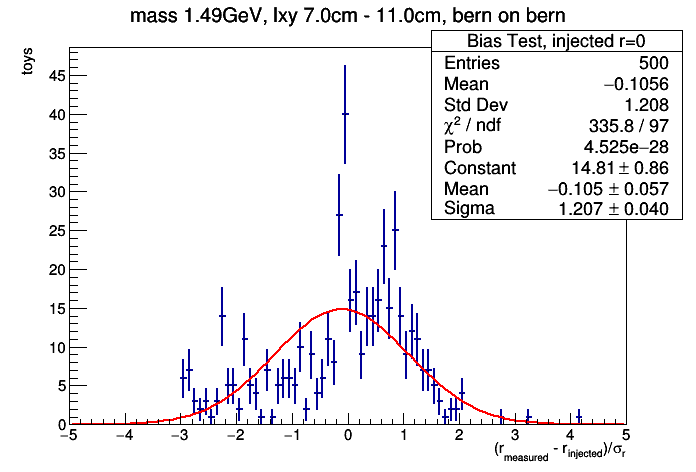 mass 1.49GeV, lxy 7.0cm - 11.0cm, bern on bern
Bias Test, injected r=0
Entries 500
Mean −0.1056
Std Dev 1.208
χ² / ndf 335.8 / 97
Prob 4.525e−28
Constant 14.81 ± 0.86
Mean −0.105 ± 0.057
Sigma 1.207 ± 0.040
toys
45
40
35
30
25
20
15
10
5
0
−5 −4 −3 −2 −1 0 1 2 3 4 5
(r_measured - r_injected)/σ_r